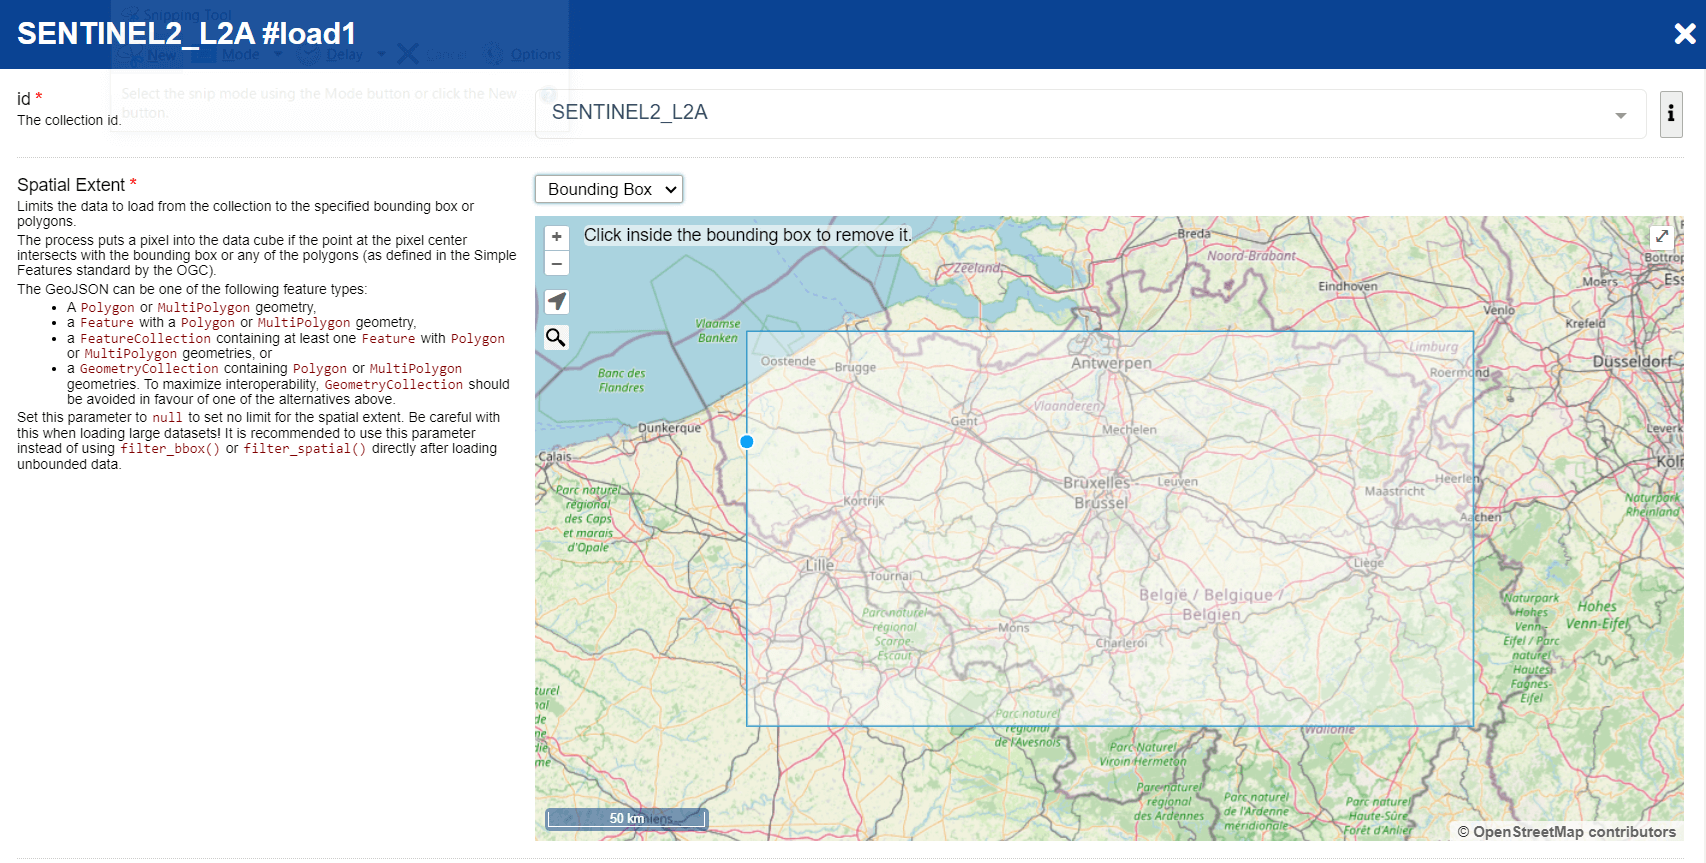 SENTINEL2_L2A #load1
Snipping Tool
New Mode Delay Cancel Options
Select the snip mode using the Mode button or click the New
button.
id *
The collection id.
SENTINEL2_L2A
Spatial Extent *
Limits the data to load from the collection to the specified bounding box or
polygons.
The process puts a pixel into the data cube if the point at the pixel center
intersects with the bounding box or any of the polygons (as defined in the Simple
Features standard by the OGC).
The GeoJSON can be one of the following feature types:
• A Polygon or MultiPolygon geometry,
• a Feature with a Polygon or MultiPolygon geometry,
• a FeatureCollection containing at least one Feature with Polygon
or MultiPolygon geometries, or
• a GeometryCollection containing Polygon or MultiPolygon
geometries. To maximize interoperability, GeometryCollection should
be avoided in favour of one of the alternatives above.
Set this parameter to null to set no limit for the spatial extent. Be careful with
this when loading large datasets! It is recommended to use this parameter
instead of using filter_bbox() or filter_spatial() directly after loading
unbounded data.
Bounding Box
+
Click inside the bounding box to remove it.
−
Breda
Noord-Brabant
Zeeland
Bottrop
Eindhoven
Moers
Venlo
Krefeld
Vlaamse
Banken
Limburg
Oostende
Brugge
Antwerpen
Düsseldorf
Roermond
Banc des
Flandres
Vlaanderen
Gent
Mechelen
Dunkerque
Calais
Bruxelles -
Brussel
Leuven
Heerlen
Maastricht
Köln
Kortrijk
Parc naturel
régional
des Caps
et marais
d'Opale
Naturpark
Rheinland
Aachen
Lille
Liège
Tournai
België / Belgique /
Belgien
Naturpark
Hohes
Venn-
Eifel / Parc
naturel
Hautes-
Fagnes-
Eifel
Hohes
Venn-Eifel
Parc naturel
régional
Scarpe-
Escaut
Mons
Charleroi
Parc naturel
régional
de l'Avesnois
Wallonie
Parc Naturel
Viroin Hermeton
Parc naturel
régional
des Ardennes
Parc naturel
de l'Ardenne
méridionale
Parc naturel
Haute-Sûre
Forêt d'Anlier
50 km
© OpenStreetMap contributors